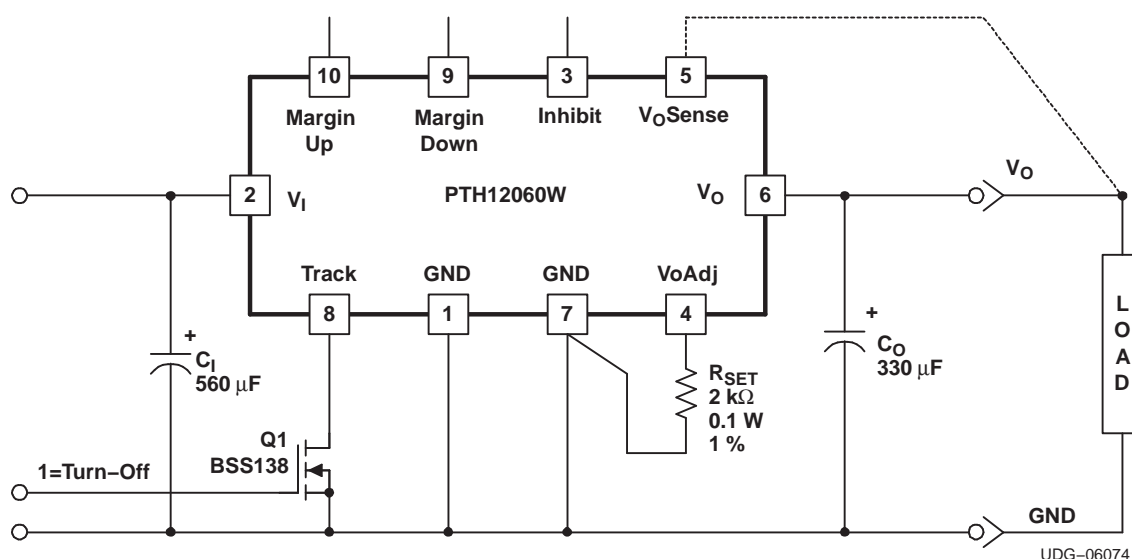 10
9
3
5
Margin
Up
Margin
Down
Inhibit
VOSense
2
VI
PTH12060W
VO
6
VO
Track
GND
GND
VoAdj
8
1
7
4
+
CI
560 μF
RSET
2 kΩ
0.1 W
1 %
+
CO
330 μF
L
O
A
D
Q1
BSS138
1=Turn−Off
GND
UDG−06074